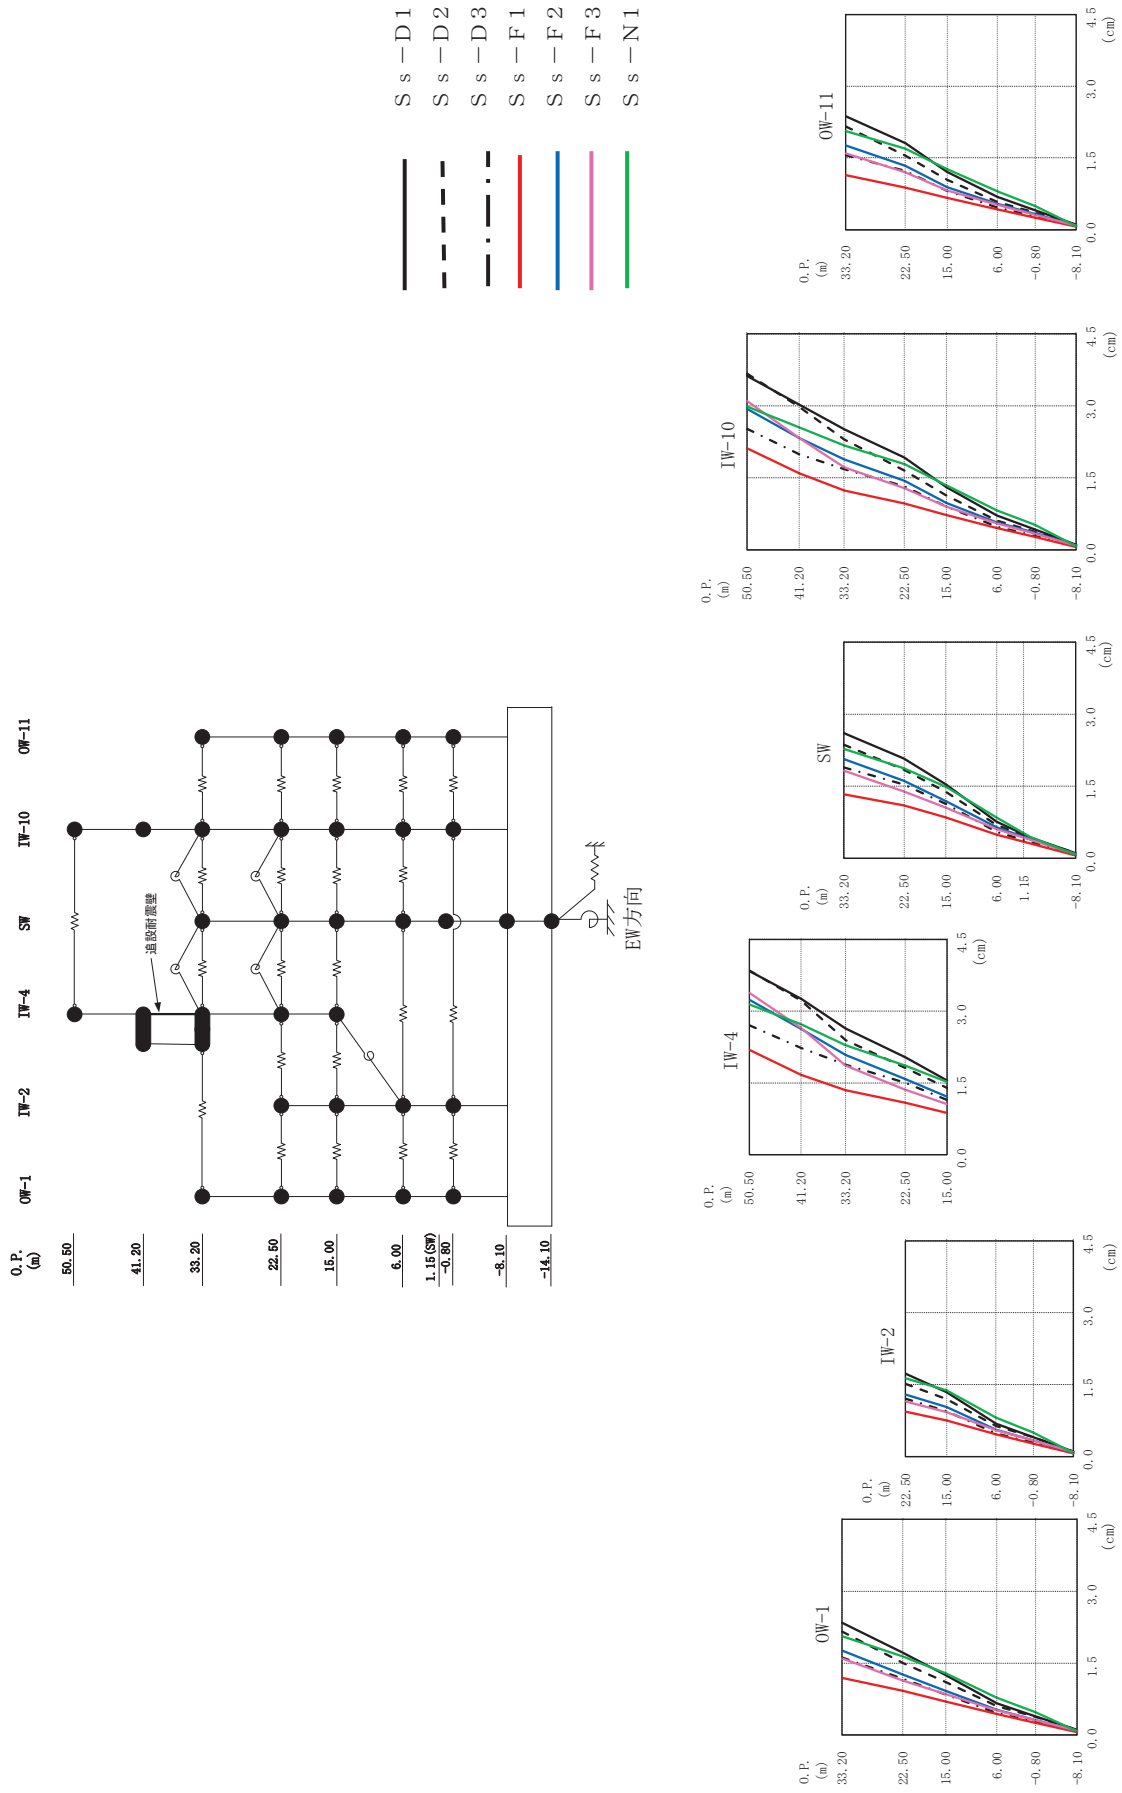 O.P.
(m)
50.50
41.20
33.20
22.50
15.00
6.00
1.15(SW)
-0.80
-8.10
-14.10
OW-1
IW-2
IW-4
SW
IW-10
OW-11
追設耐震壁
EW方向
Ss-D1
Ss-D2
Ss-D3
Ss-F1
Ss-F2
Ss-F3
Ss-N1
OW-1
O.P.
(m)
33.20
22.50
15.00
6.00
-0.80
-8.10
0.0
1.5
3.0
4.5
(cm)
IW-2
O.P.
(m)
22.50
15.00
6.00
-0.80
-8.10
0.0
1.5
3.0
4.5
(cm)
IW-4
O.P.
(m)
50.50
41.20
33.20
22.50
15.00
0.0
1.5
3.0
4.5
(cm)
SW
O.P.
(m)
33.20
22.50
15.00
6.00
1.15
-8.10
0.0
1.5
3.0
4.5
(cm)
IW-10
O.P.
(m)
50.50
41.20
33.20
22.50
15.00
6.00
-0.80
-8.10
0.0
1.5
3.0
4.5
(cm)
OW-11
O.P.
(m)
33.20
22.50
15.00
6.00
-0.80
-8.10
0.0
1.5
3.0
4.5
(cm)